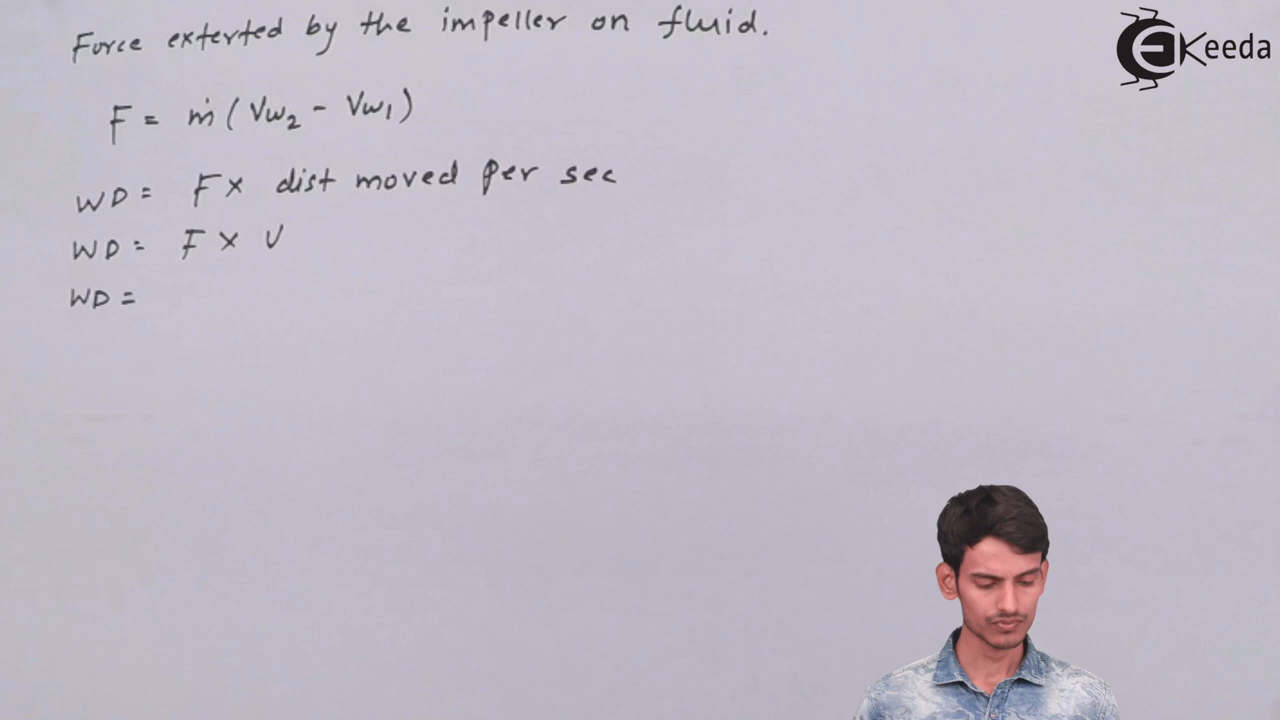 Force exterted by the impeller on fluid.
F = ṁ ( Vw2 - Vw1 )
WD = F x dist moved per sec
WD = F x U
WD =
EKeeda